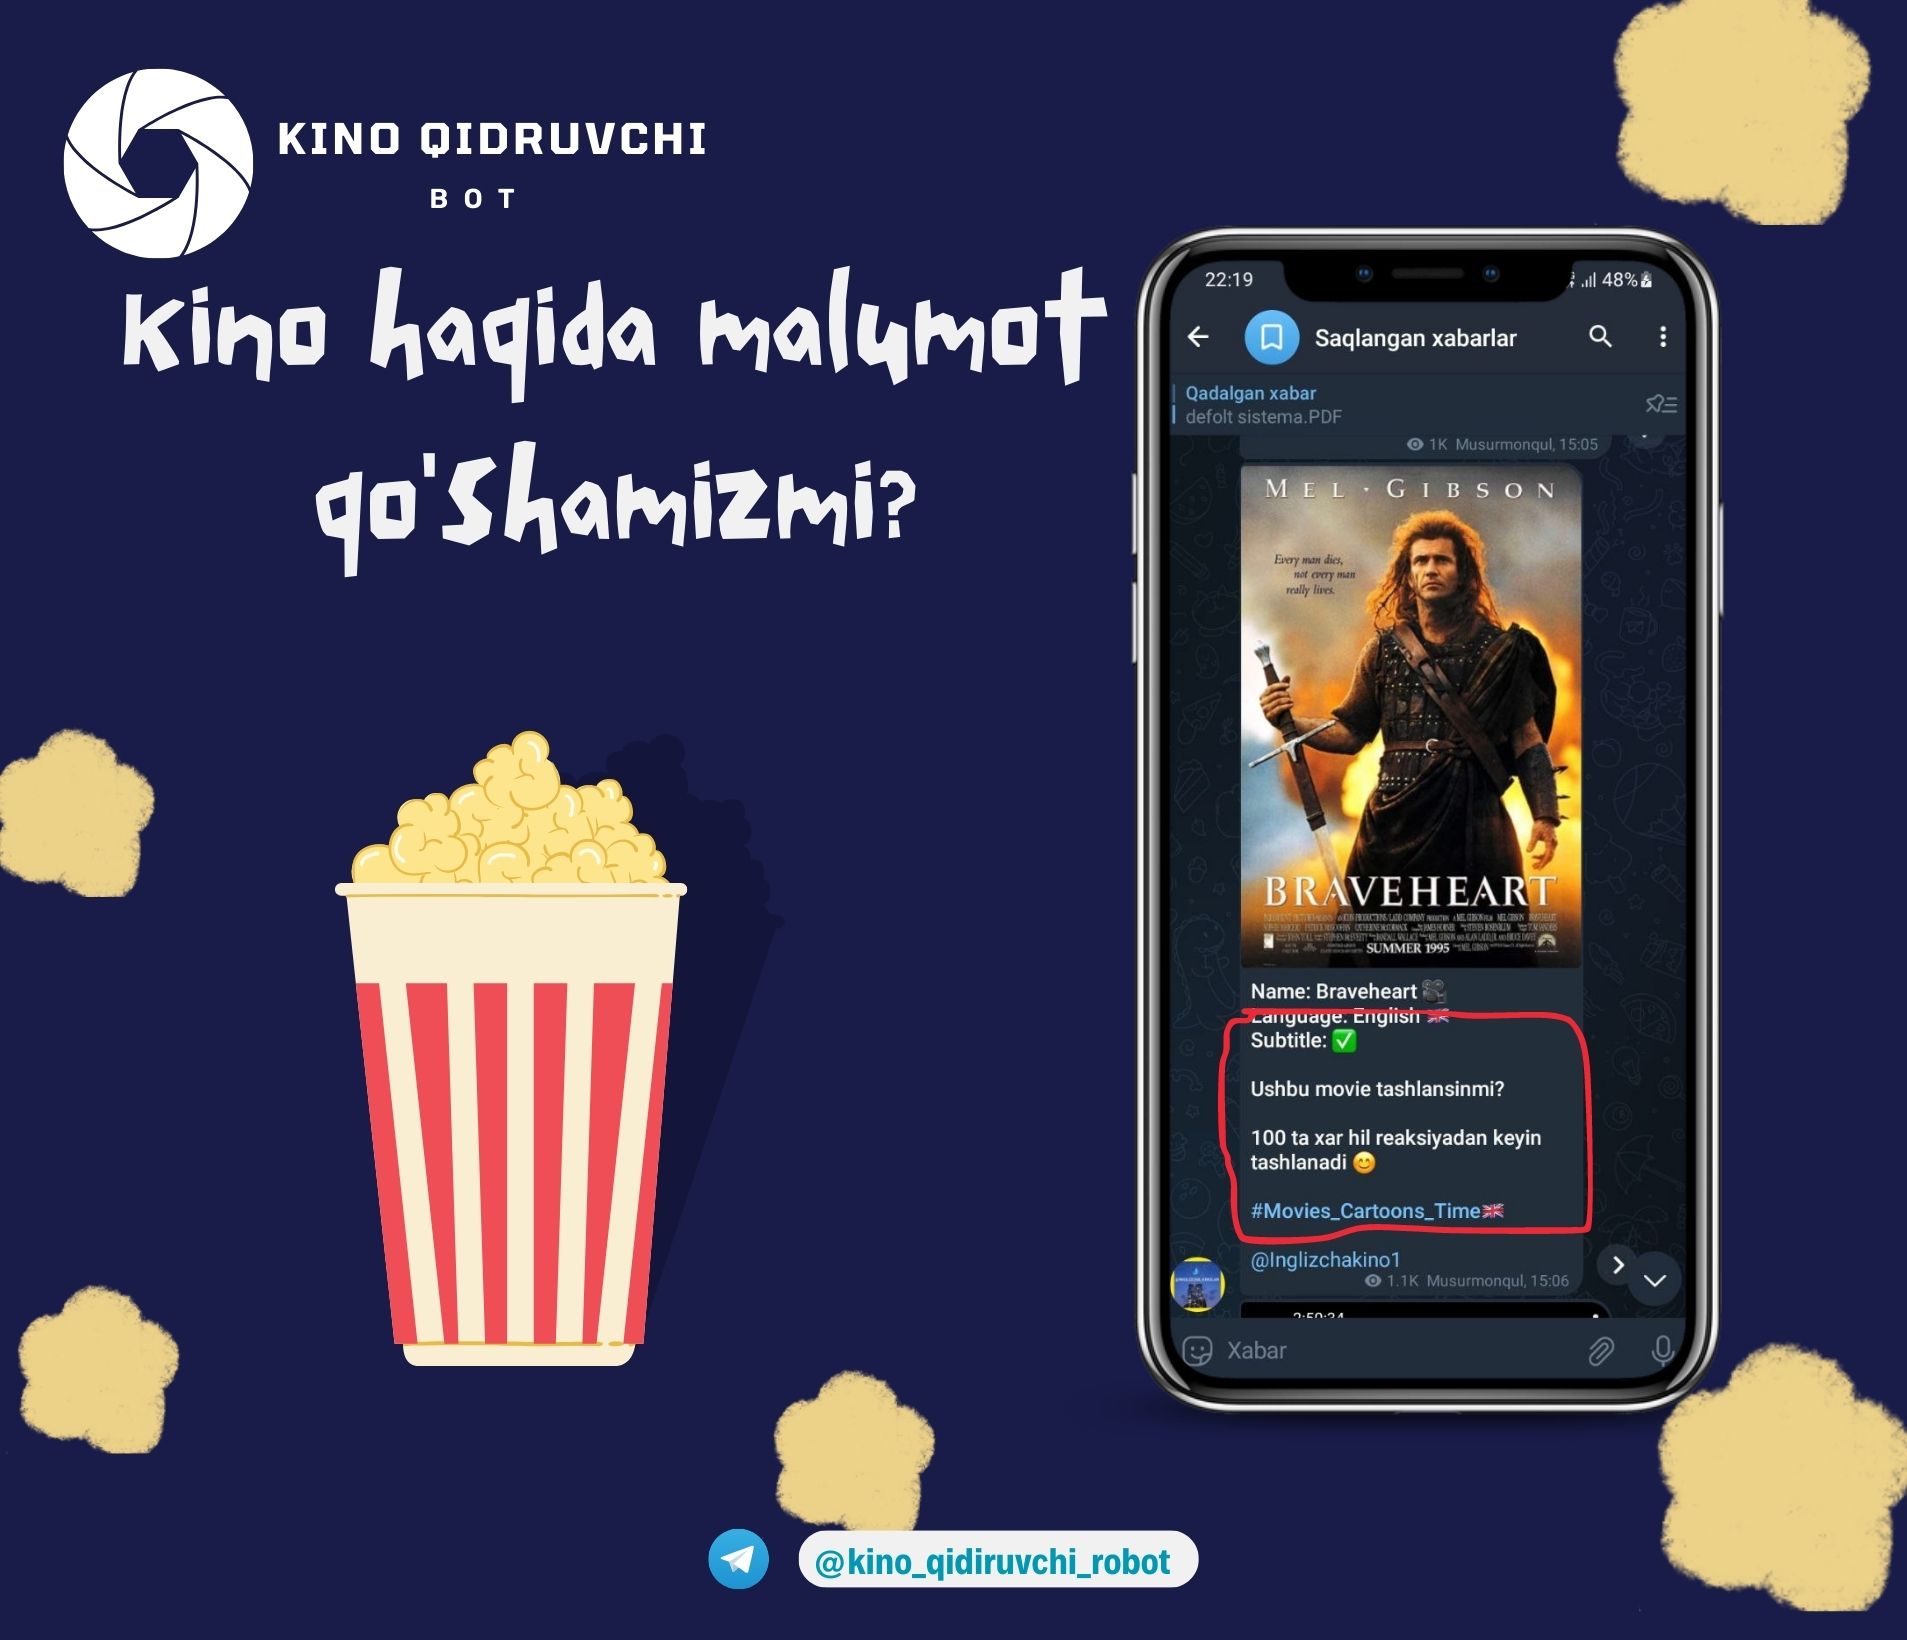 KINO QIDRUVCHI
BOT
Kino haqida malumot
qo'shamizmi?
22:19
48%
Saqlangan xabarlar
Qadalgan xabar
defolt sistema.PDF
1K Musurmonqul, 15:05
MEL · GIBSON
Every man dies,
not every man
really lives.
BRAVEHEART
SUMMER 1995
Name: Braveheart 🎥
Language: English 🇬🇧
Subtitle: ✅
Ushbu movie tashlansinmi?
100 ta xar hil reaksiyadan keyin
tashlanadi 😊
#Movies_Cartoons_Time🇬🇧
@Inglizchakino1
1.1K Musurmonqul, 15:06
2:59:34
Xabar
@kino_qidiruvchi_robot